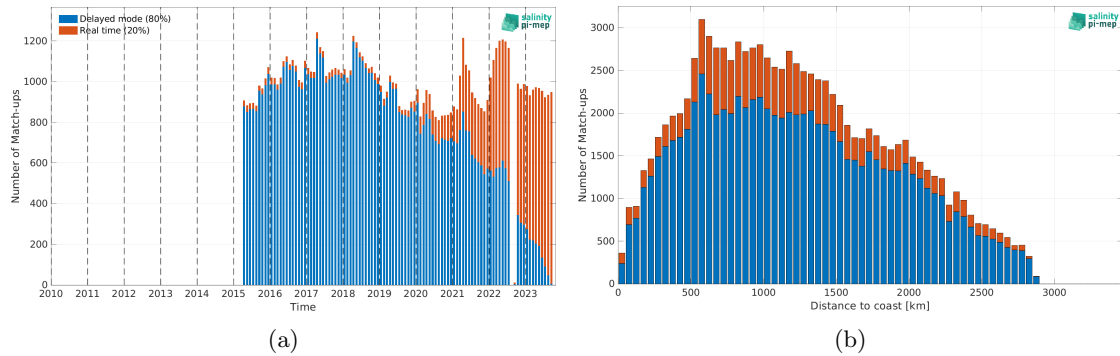 Delayed mode (80%)
Real time (20%)
salinity
pi-mep
1200
1000
800
600
400
200
0
Number of Match-ups
2010 2011 2012 2013 2014 2015 2016 2017 2018 2019 2020 2021 2022 2023
Time
(a)
salinity
pi-mep
3000
2500
2000
1500
1000
500
0
Number of Match-ups
0 500 1000 1500 2000 2500 3000
Distance to coast [km]
(b)